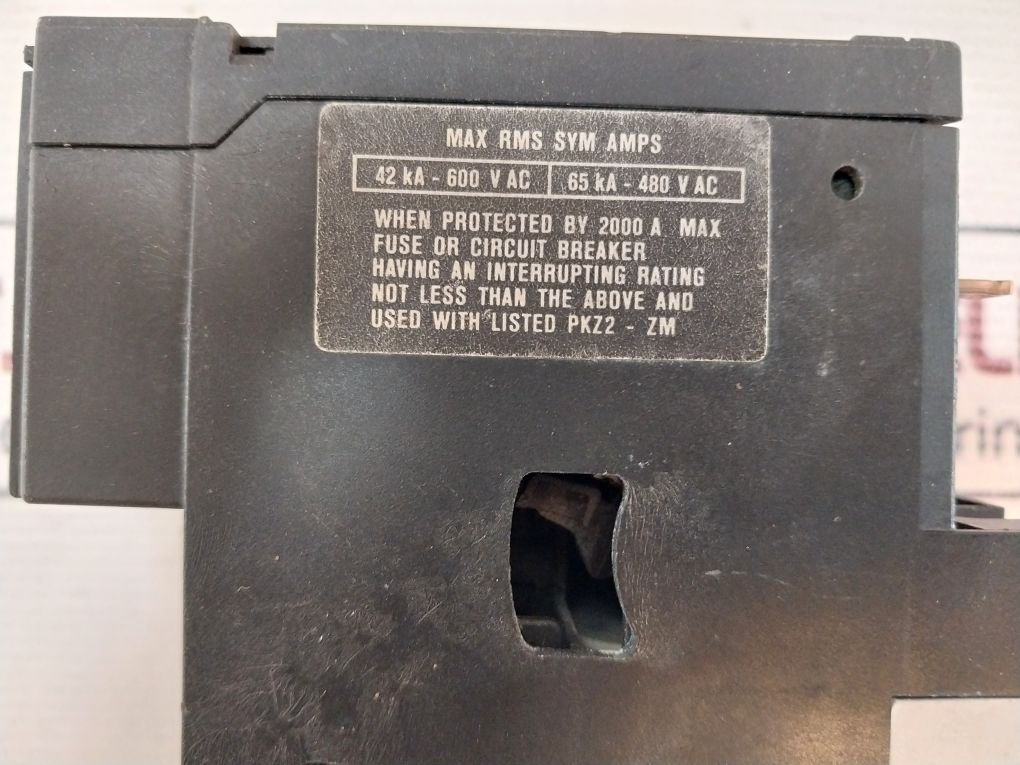 MAX RMS SYM AMPS
42 kA - 600 V AC 65 kA - 480 V AC
WHEN PROTECTED BY 2000 A MAX
FUSE OR CIRCUIT BREAKER
HAVING AN INTERRUPTING RATING
NOT LESS THAN THE ABOVE AND
USED WITH LISTED PKZ2 - ZM